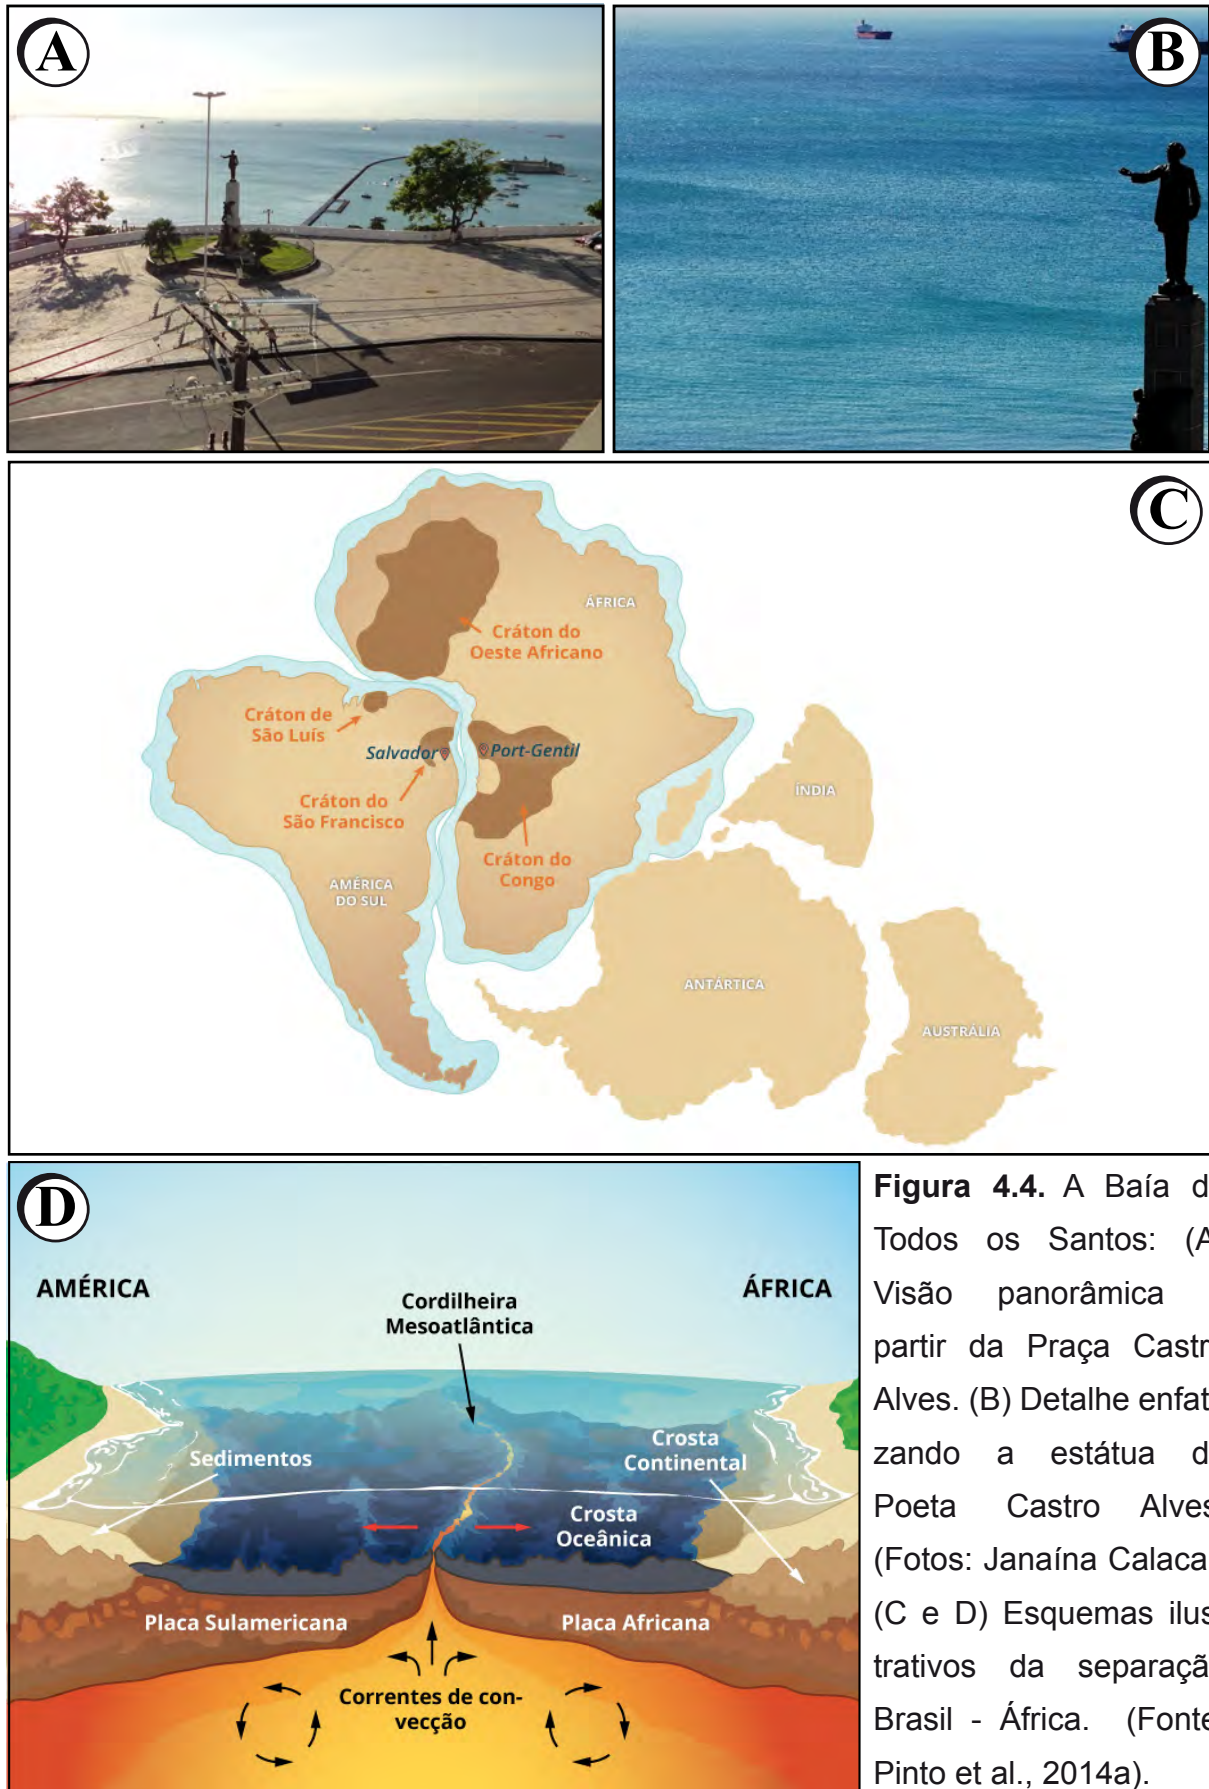 A
B
C
ÁFRICA
Cráton do
Oeste Africano
Cráton de
São Luís
Salvador
Port-Gentil
Cráton do
São Francisco
ÍNDIA
Cráton do
Congo
AMÉRICA
DO SUL
ANTÁRTICA
AUSTRÁLIA
D
AMÉRICA
ÁFRICA
Cordilheira
Mesoatlântica
Sedimentos
Crosta
Continental
Crosta
Oceânica
Placa Sulamericana
Placa Africana
Correntes de con-
vecção
Figura 4.4. A Baía d
Todos os Santos: (A
Visão panorâmica
partir da Praça Castr
Alves. (B) Detalhe enfat
zando a estátua d
Poeta Castro Alves
(Fotos: Janaína Calaca
(C e D) Esquemas ilus
trativos da separaçã
Brasil - África. (Fonte
Pinto et al., 2014a).